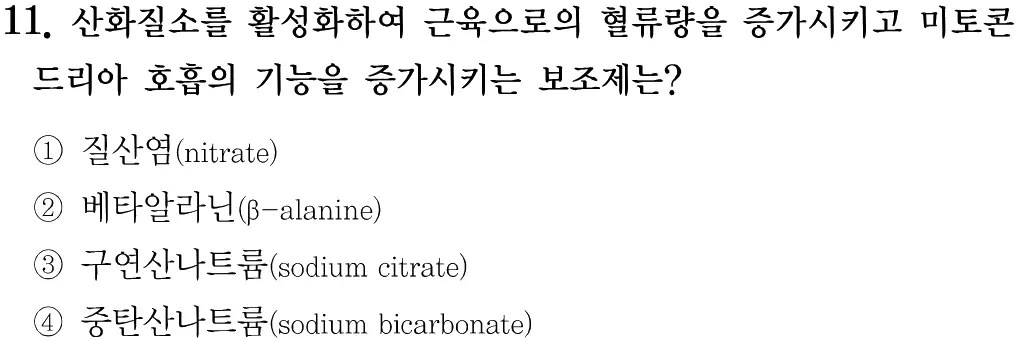 11. 산화질소를 활성화하여 근육으로의 혈류량을 증가시키고 미토콘
드리아 호흡의 기능을 증가시키는 보조제는?
① 질산염(nitrate)
② 베타알라닌(β-alanine)
③ 구연산나트륨(sodium citrate)
④ 중탄산나트륨(sodium bicarbonate)